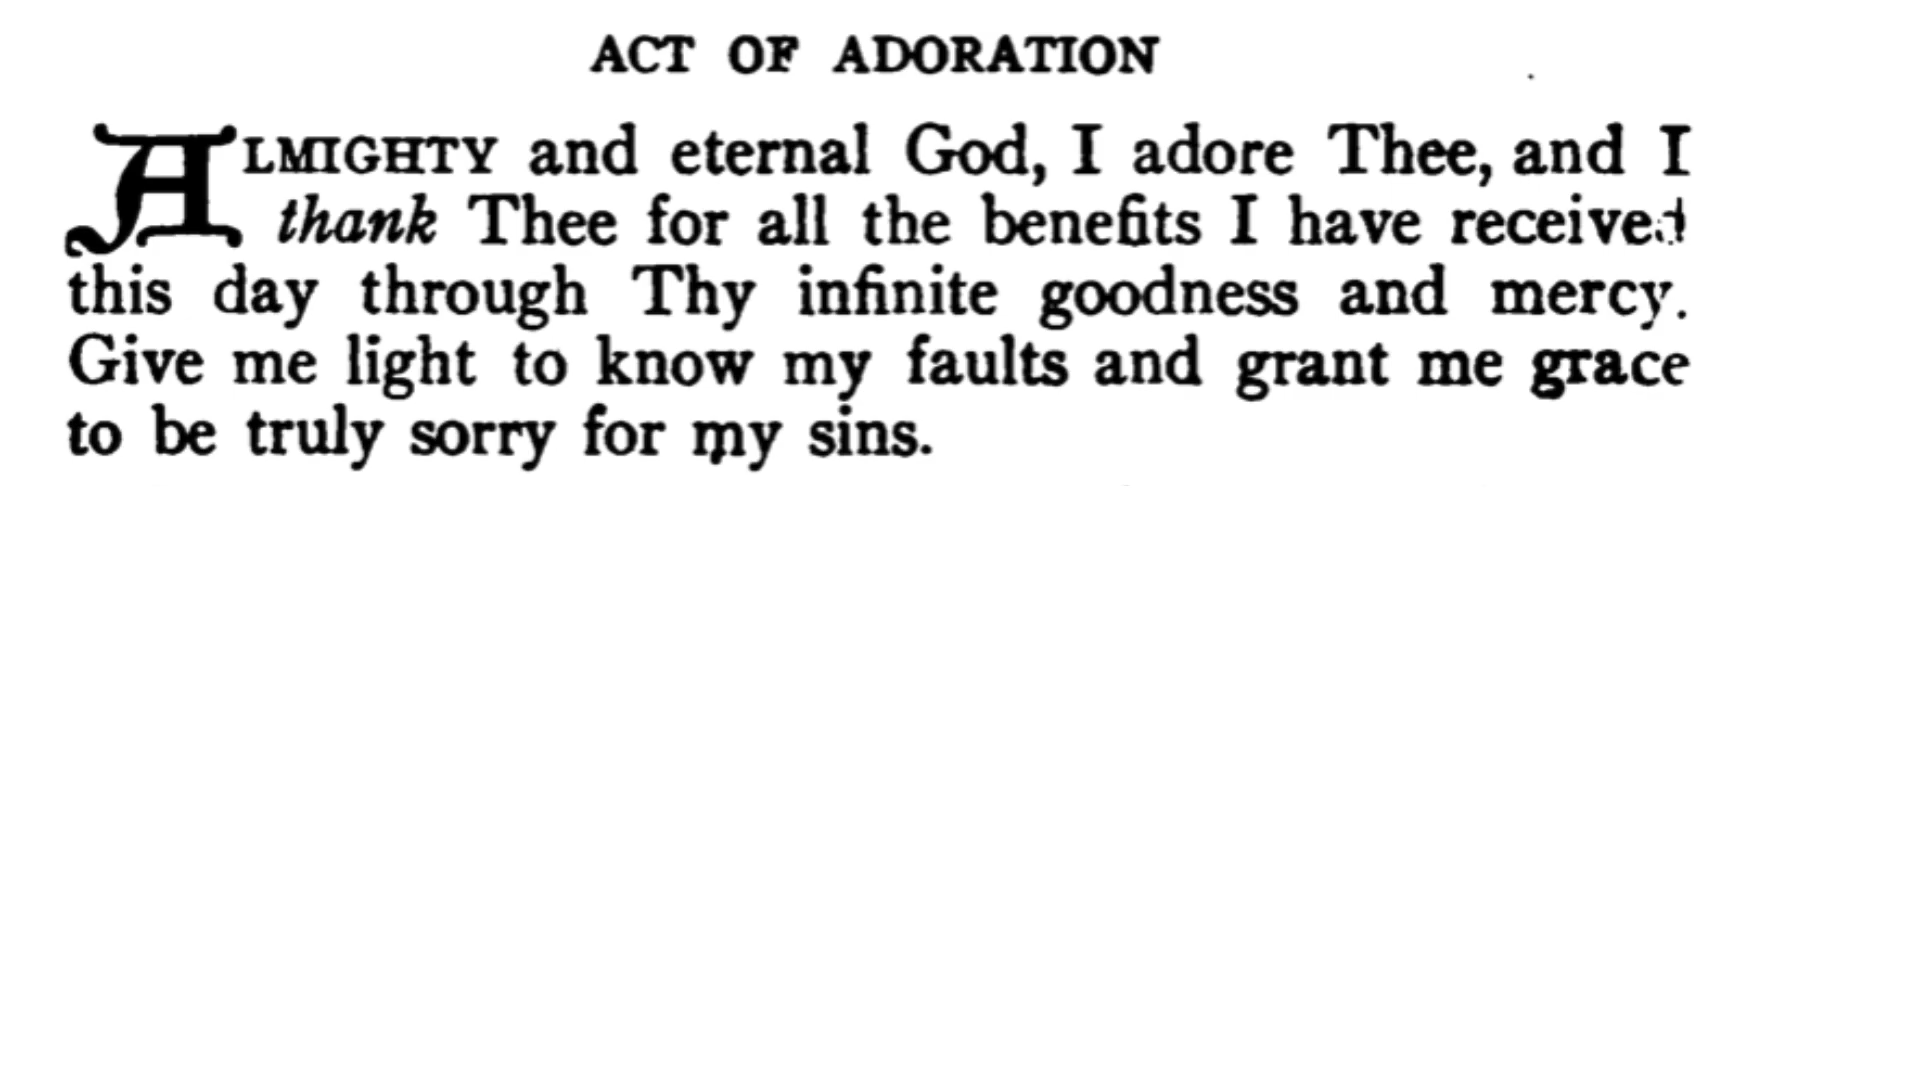 ACT OF ADORATION
ALMIGHTY and eternal God, I adore Thee, and I
thank Thee for all the benefits I have received
this day through Thy infinite goodness and mercy.
Give me light to know my faults and grant me grace
to be truly sorry for my sins.